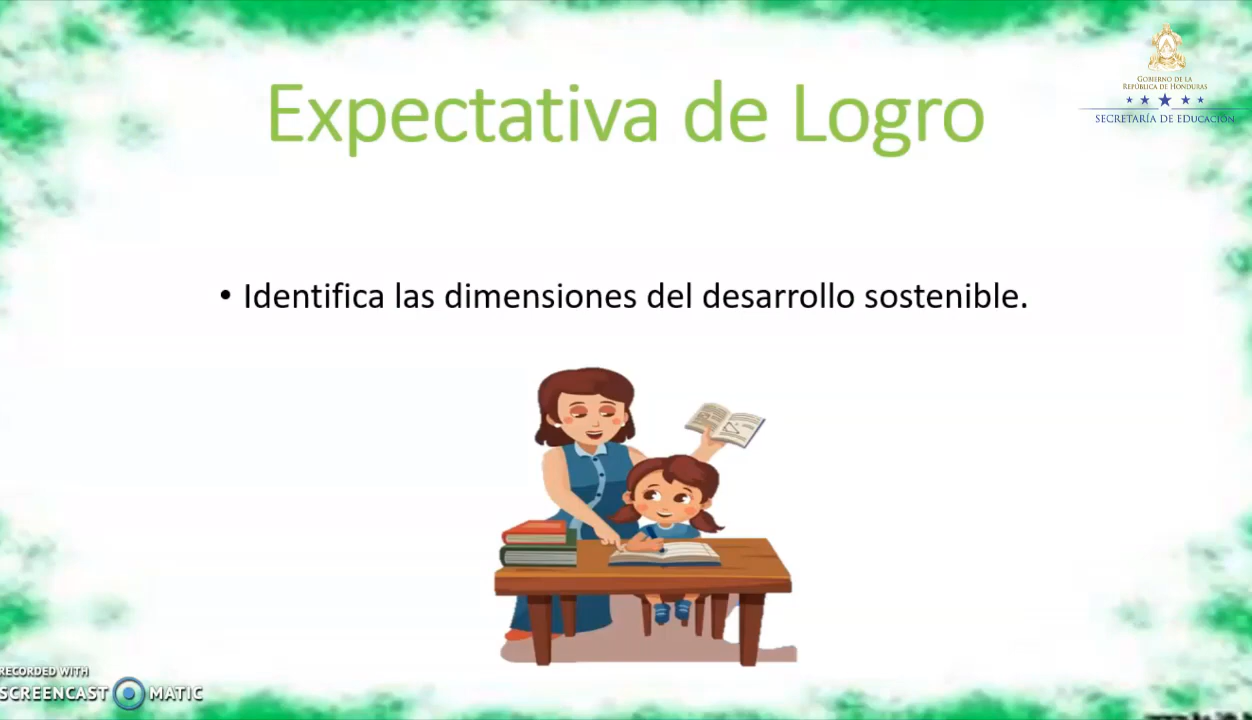 GOBIERNO DE LA
REPÚBLICA DE HONDURAS
SECRETARÍA DE EDUCACIÓN
Expectativa de Logro
• Identifica las dimensiones del desarrollo sostenible.
RECORDED WITH
SCREENCAST MATIC